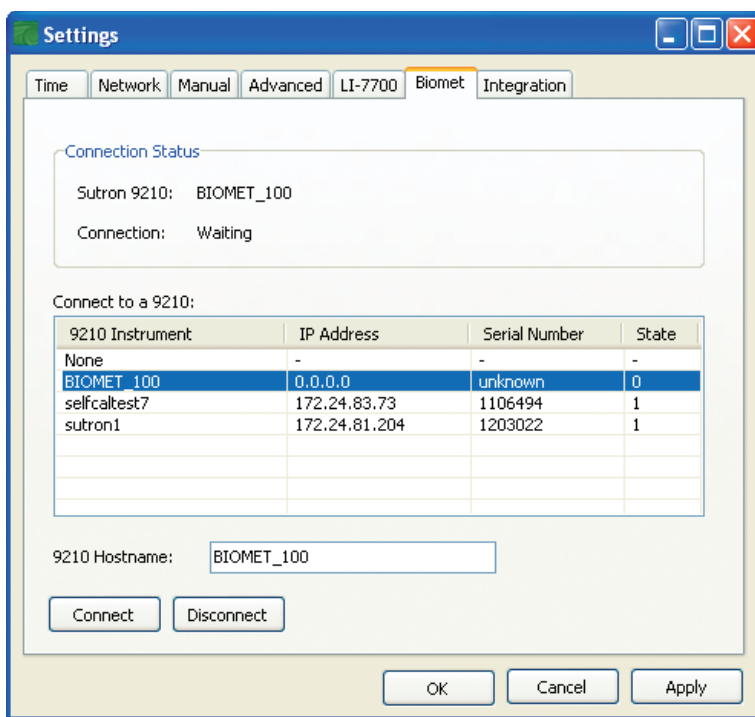 Settings
Time Network Manual Advanced LI-7700 Biomet Integration
Connection Status
Sutron 9210: BIOMET_100
Connection: Waiting
Connect to a 9210:
9210 Instrument IP Address Serial Number State
None - - -
BIOMET_100 0.0.0.0 unknown 0
selfcaltest7 172.24.83.73 1106494 1
sutron1 172.24.81.204 1203022 1
9210 Hostname: BIOMET_100
Connect Disconnect
OK Cancel Apply